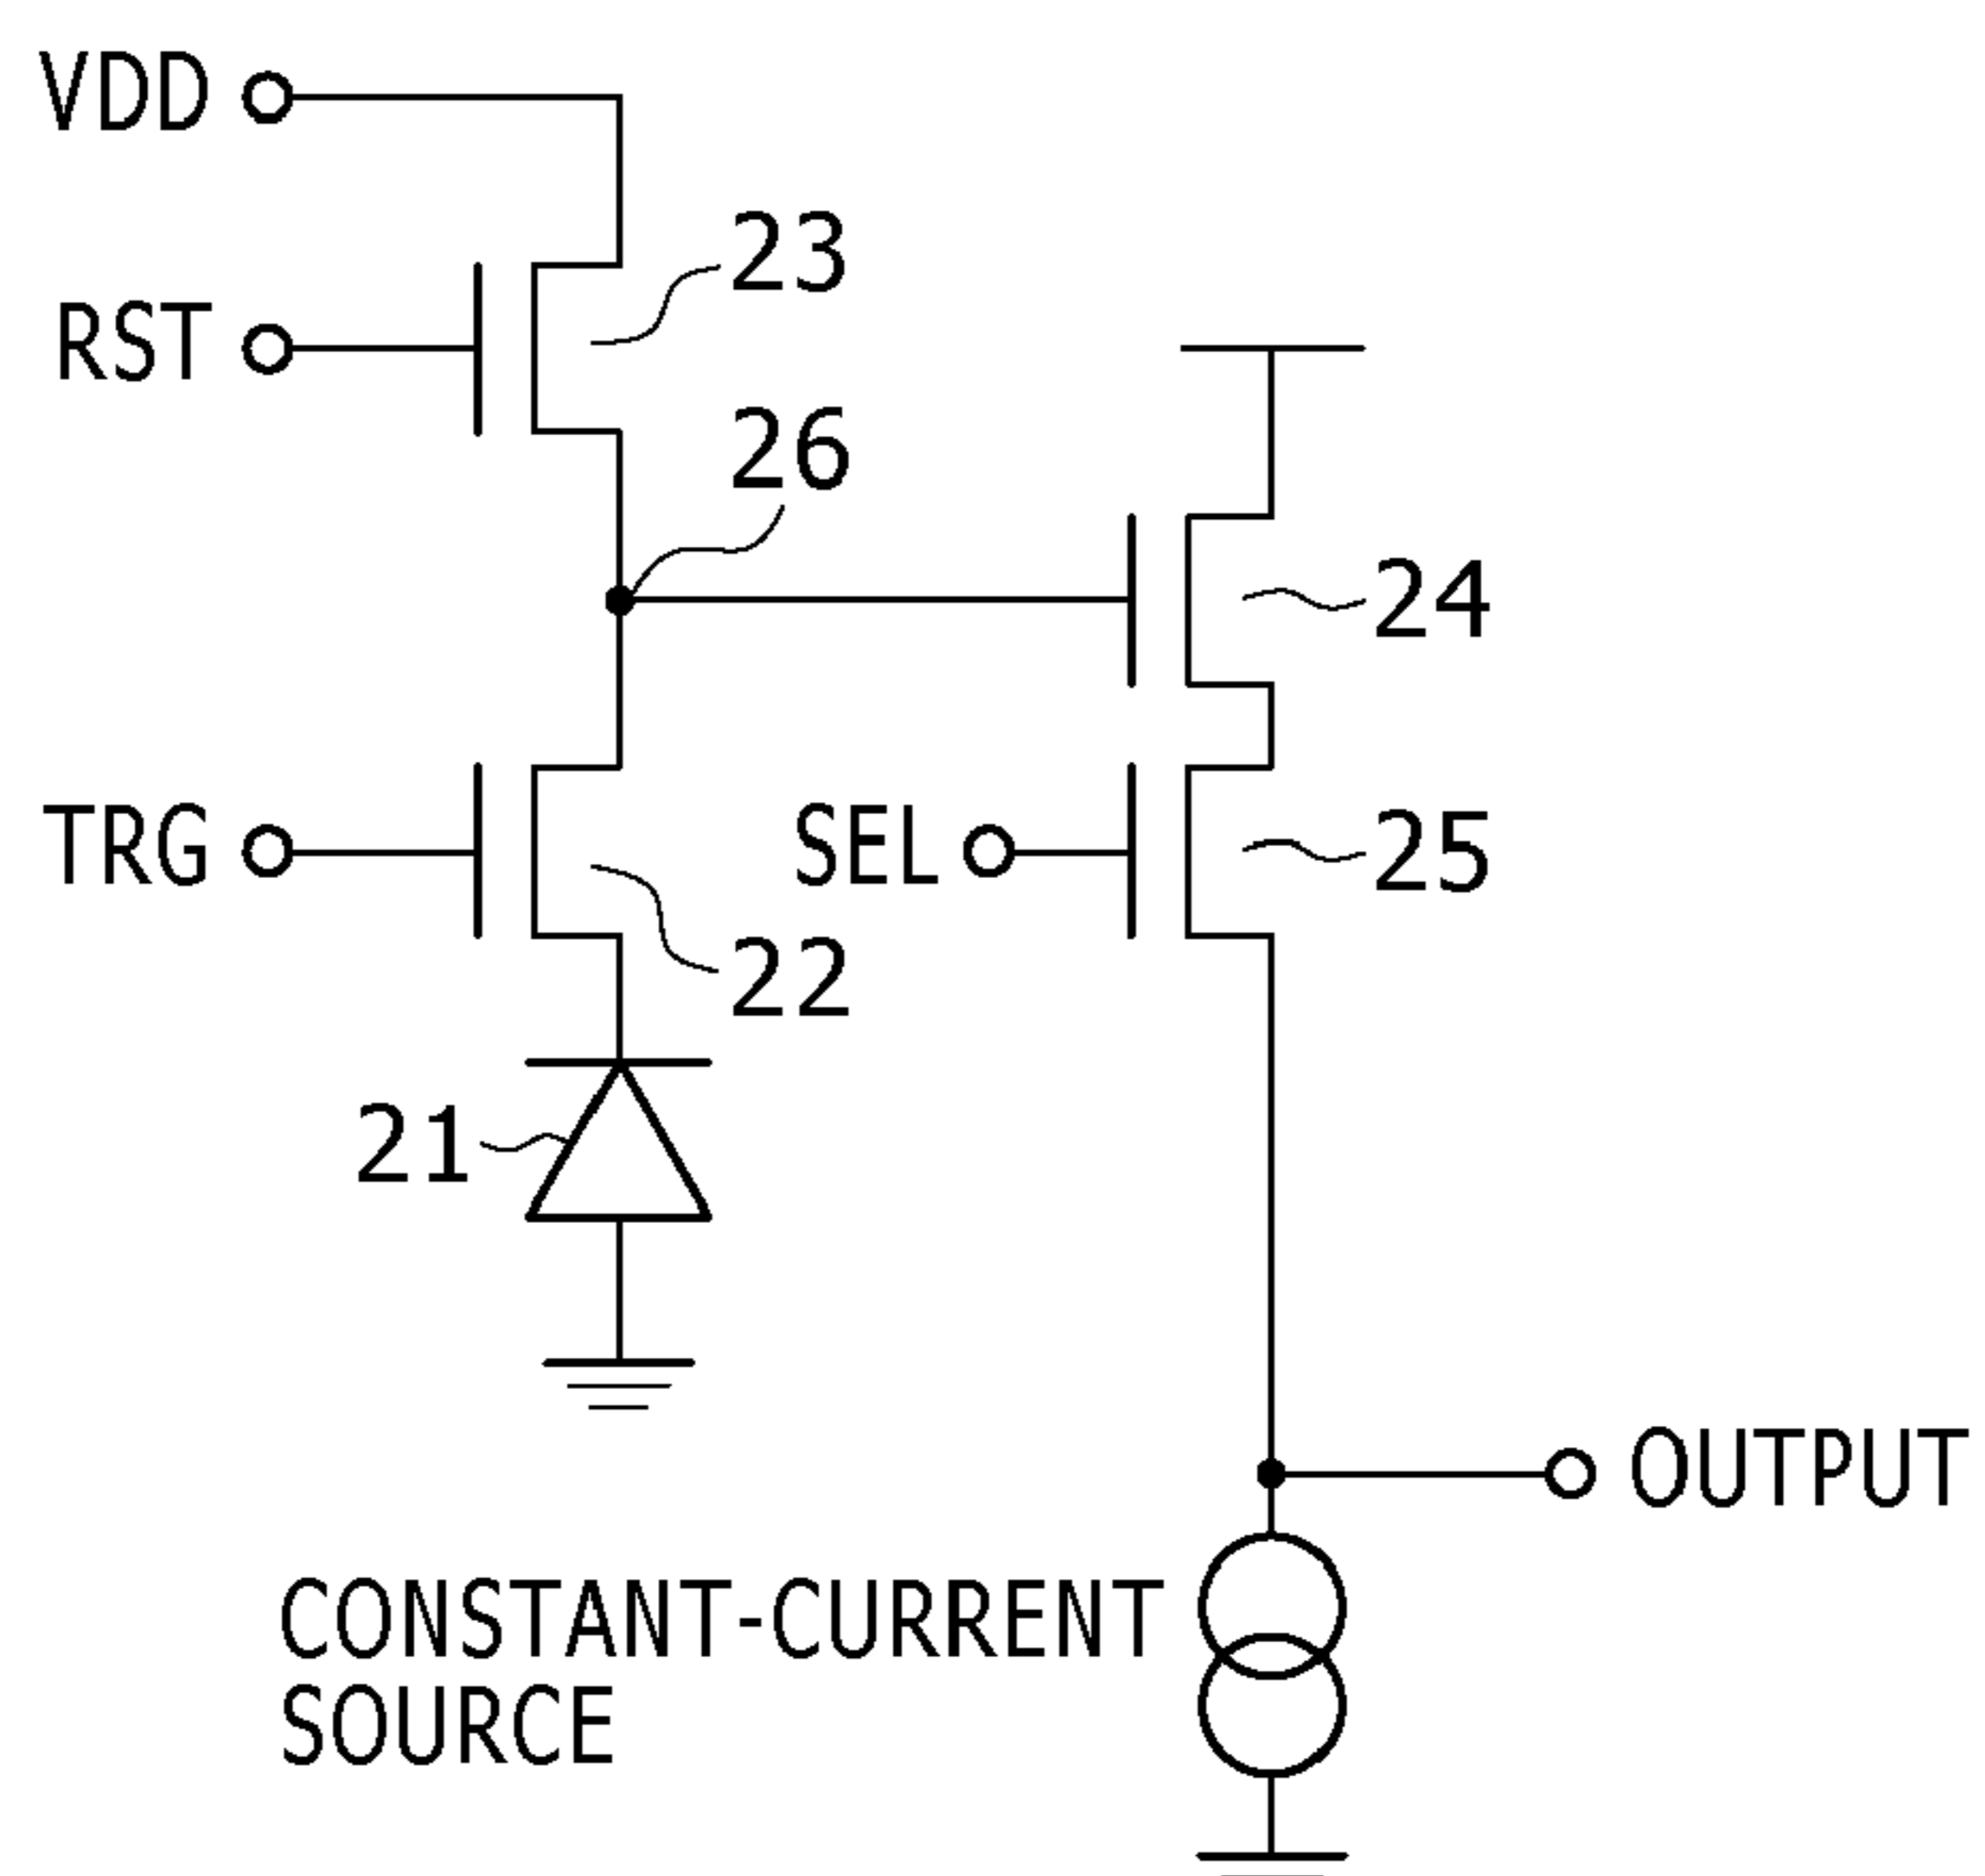 VDD
23
RST
26
24
TRG
SEL
25
22
21
OUTPUT
CONSTANT-CURRENT
SOURCE